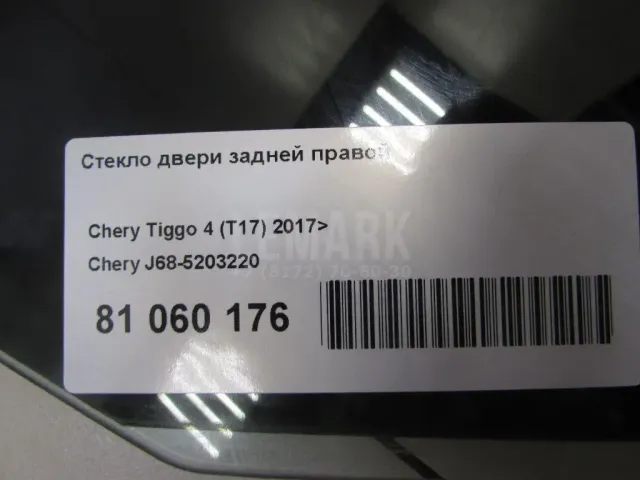 Стекло двери задней правой
Chery Tiggo 4 (T17) 2017>
Chery J68-5203220
81 060 176